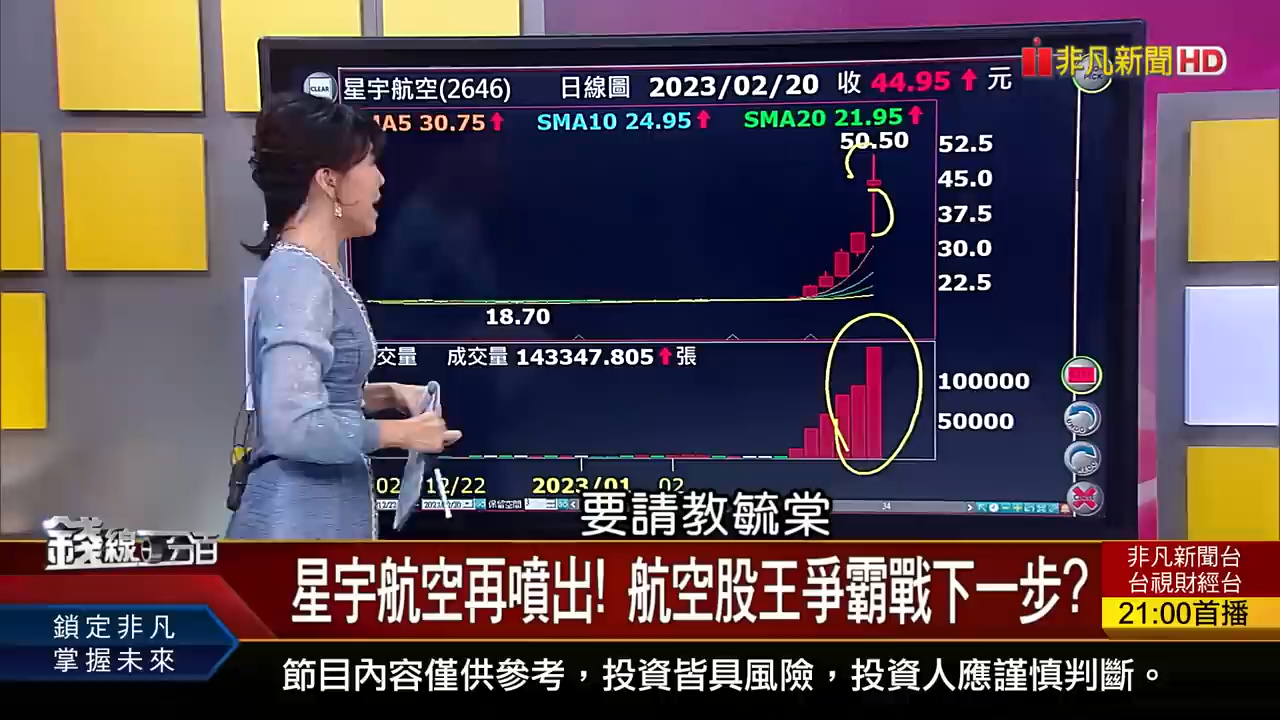 非凡新聞HD
CLEAR
星宇航空(2646) 日線圖 2023/02/20 收 44.95↑元
MA5 30.75↑ SMA10 24.95↑ SMA20 21.95↑
50.50
52.5
45.0
37.5
30.0
22.5
18.70
交量 成交量 143347.805↑張
100000
50000
12/22 2023/01 02
保留空間
34
要請教毓棠
錢線百分百
星宇航空再噴出! 航空股王爭霸戰下一步?
非凡新聞台
台視財經台
21:00首播
鎖定非凡
掌握未來
節目內容僅供參考，投資皆具風險，投資人應謹慎判斷。